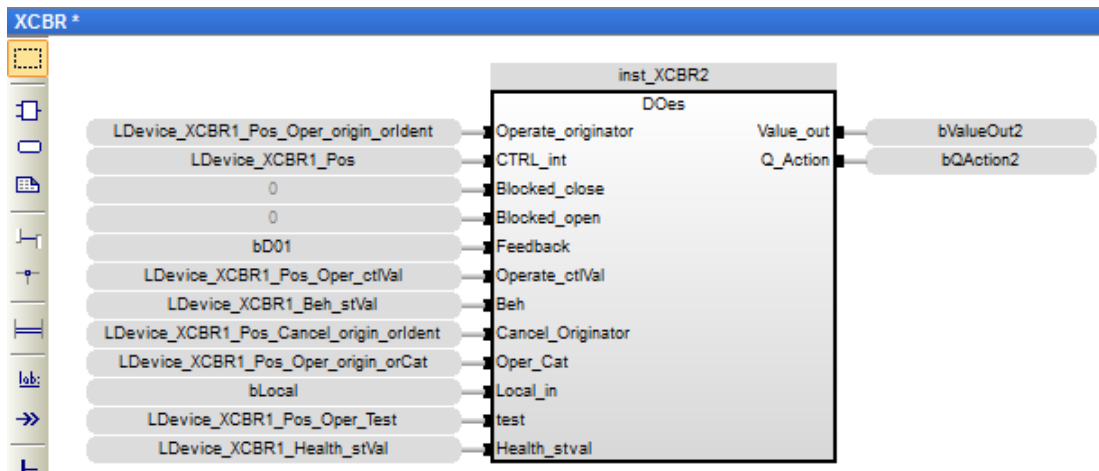 XCBR *
inst_XCBR2
DOes
LDevice_XCBR1_Pos_Oper_origin_orIdent Operate_originator Value_out bValueOut2
LDevice_XCBR1_Pos CTRL_int Q_Action bQAction2
0 Blocked_close
0 Blocked_open
bD01 Feedback
LDevice_XCBR1_Pos_Oper_ctlVal Operate_ctlVal
LDevice_XCBR1_Beh_stVal Beh
LDevice_XCBR1_Pos_Cancel_origin_orIdent Cancel_Originator
LDevice_XCBR1_Pos_Oper_origin_orCat Oper_Cat
bLocal Local_in
LDevice_XCBR1_Pos_Oper_Test test
LDevice_XCBR1_Health_stVal Health_stval
lab: